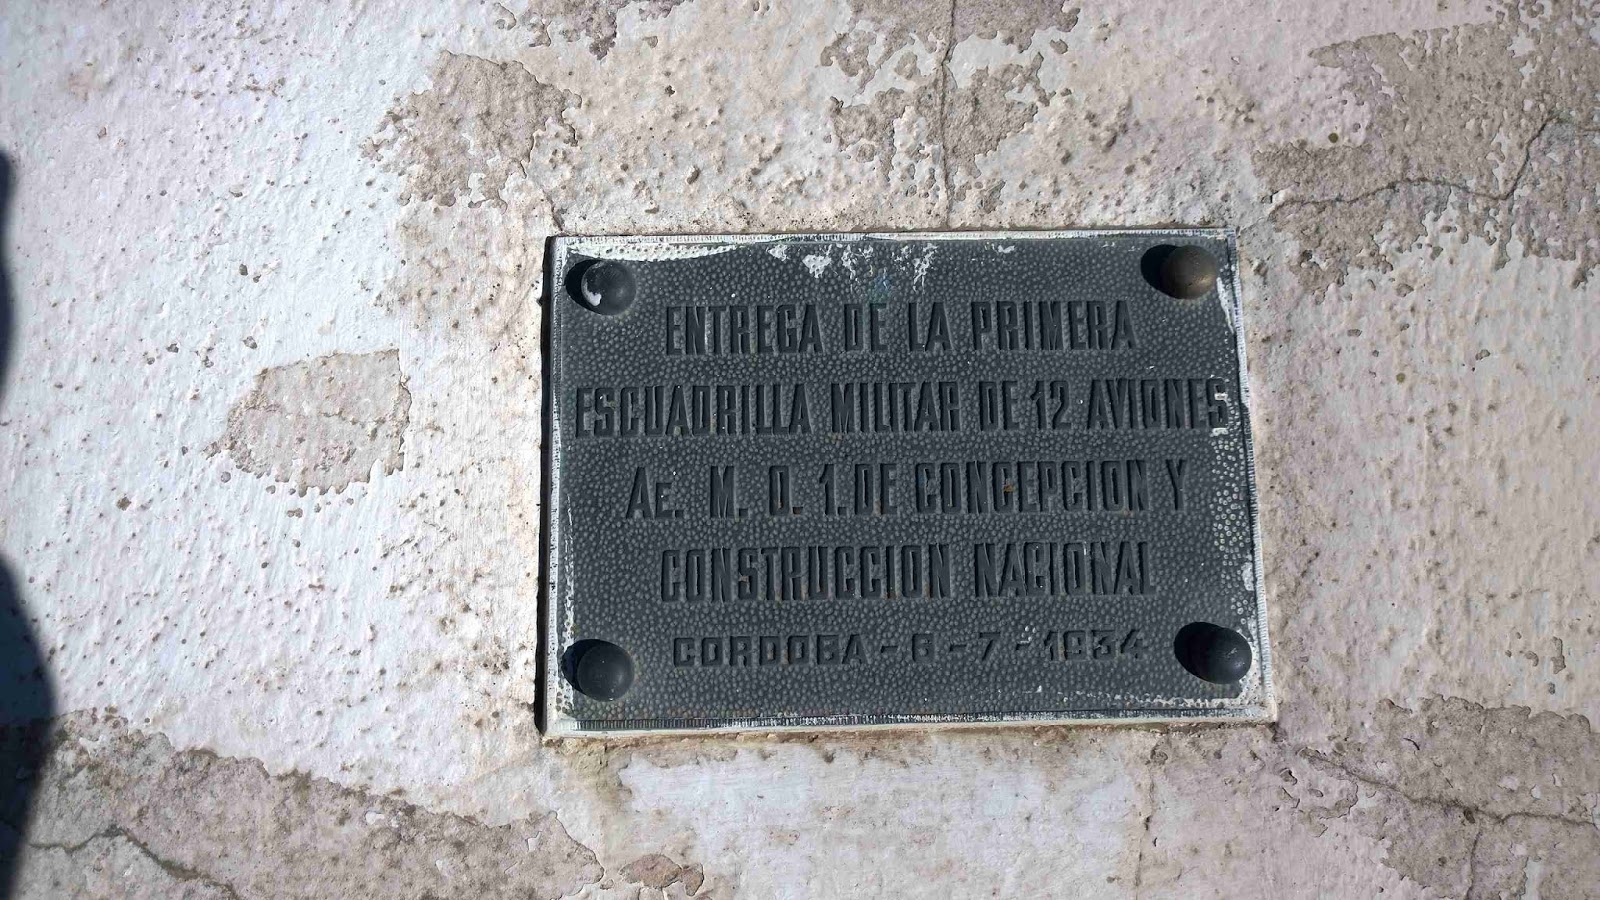 ENTREGA DE LA PRIMERA
ESCUADRILLA MILITAR DE 12 AVIONES
AE. M. O. 1. DE CONCEPCION Y
CONSTRUCCION NACIONAL
CORDOBA - 6 - 7 - 1934